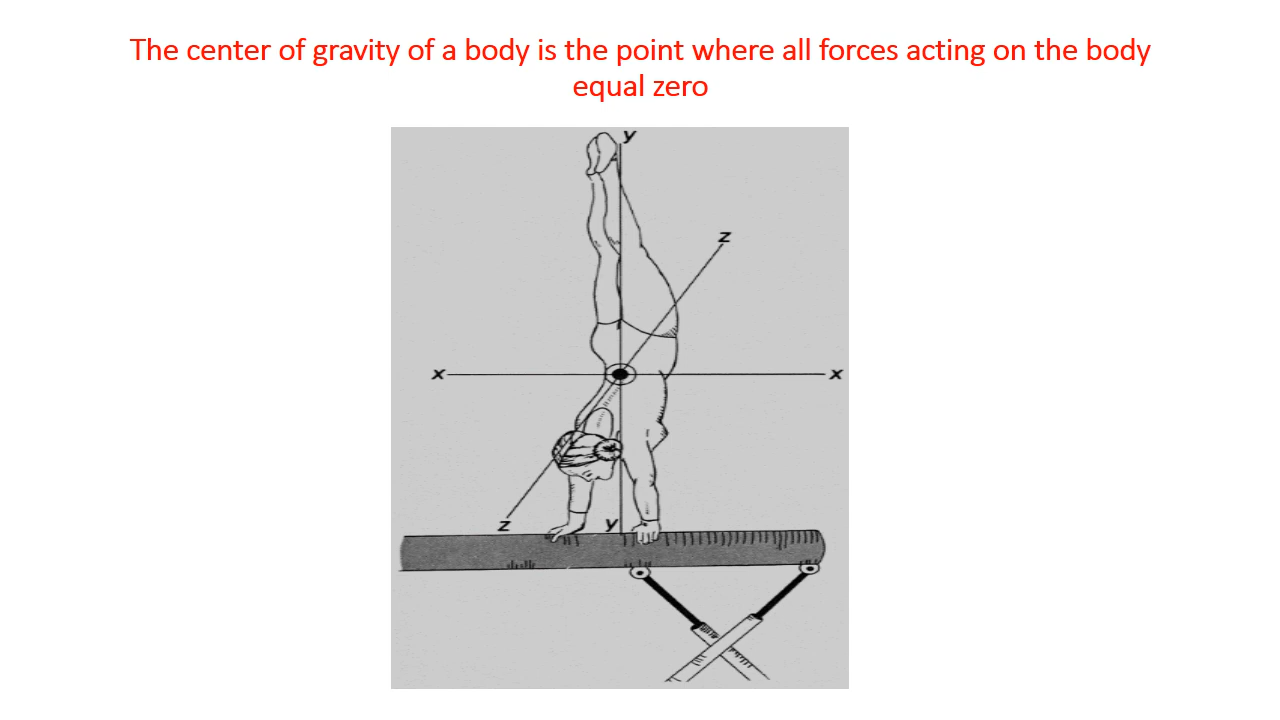 The center of gravity of a body is the point where all forces acting on the body
equal zero
y
z
x
x
z
y